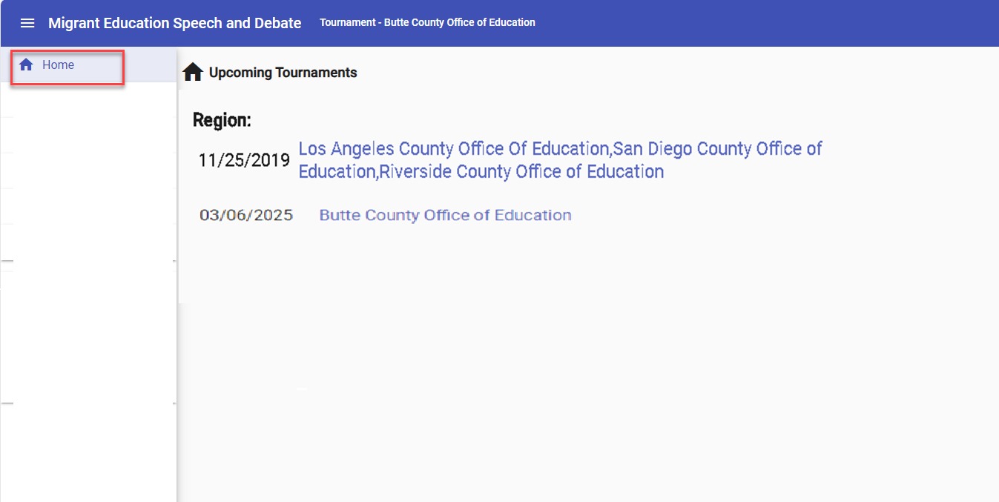 Migrant Education Speech and Debate Tournament - Butte County Office of Education
Home
Upcoming Tournaments
Region:
11/25/2019 Los Angeles County Office Of Education,San Diego County Office of
Education,Riverside County Office of Education
03/06/2025 Butte County Office of Education